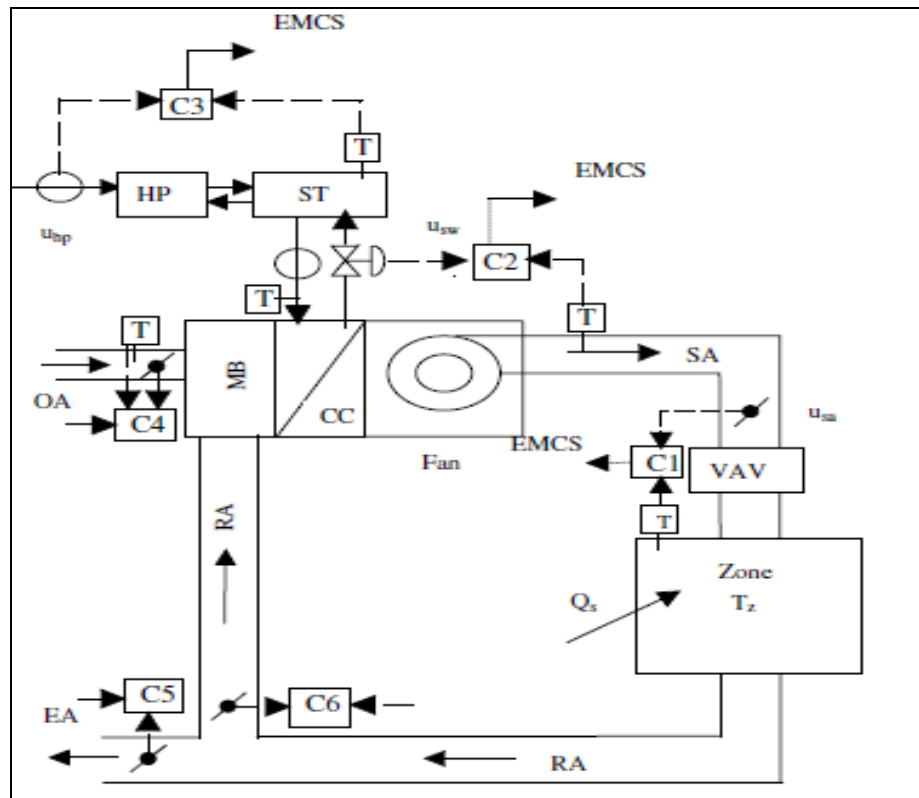 EMCS
C3
T
HP
ST
EMCS
u_hp
u_sw
C2
T
T
T
SA
MB
OA
CC
C4
u_sa
Fan
EMCS
C1
VAV
T
RA
Zone
T_z
Q_s
C5
C6
EA
RA